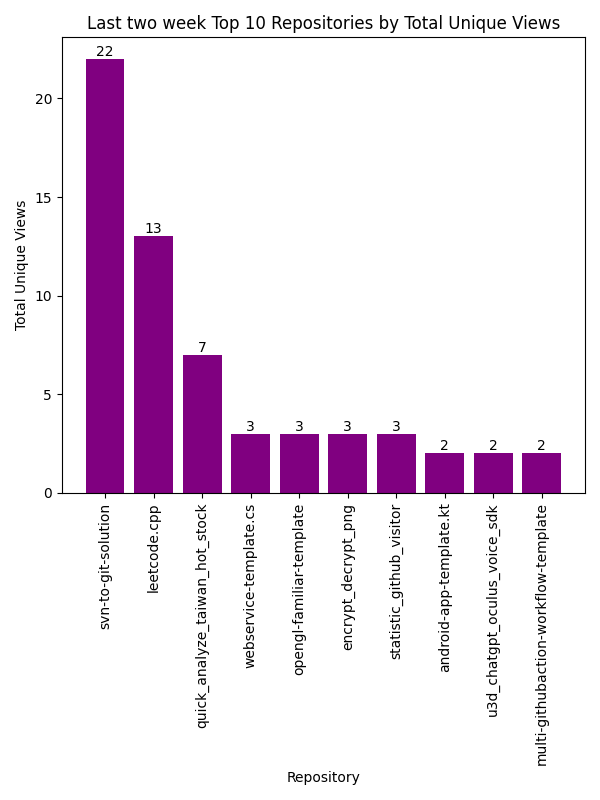 Last two week Top 10 Repositories by Total Unique Views
Total Unique Views
20
15
10
5
0
22
13
7
3
3
3
3
2
2
2
svn-to-git-solution
leetcode.cpp
quick_analyze_taiwan_hot_stock
webservice-template.cs
opengl-familiar-template
encrypt_decrypt_png
statistic_github_visitor
android-app-template.kt
u3d_chatgpt_oculus_voice_sdk
multi-githubaction-workflow-template
Repository